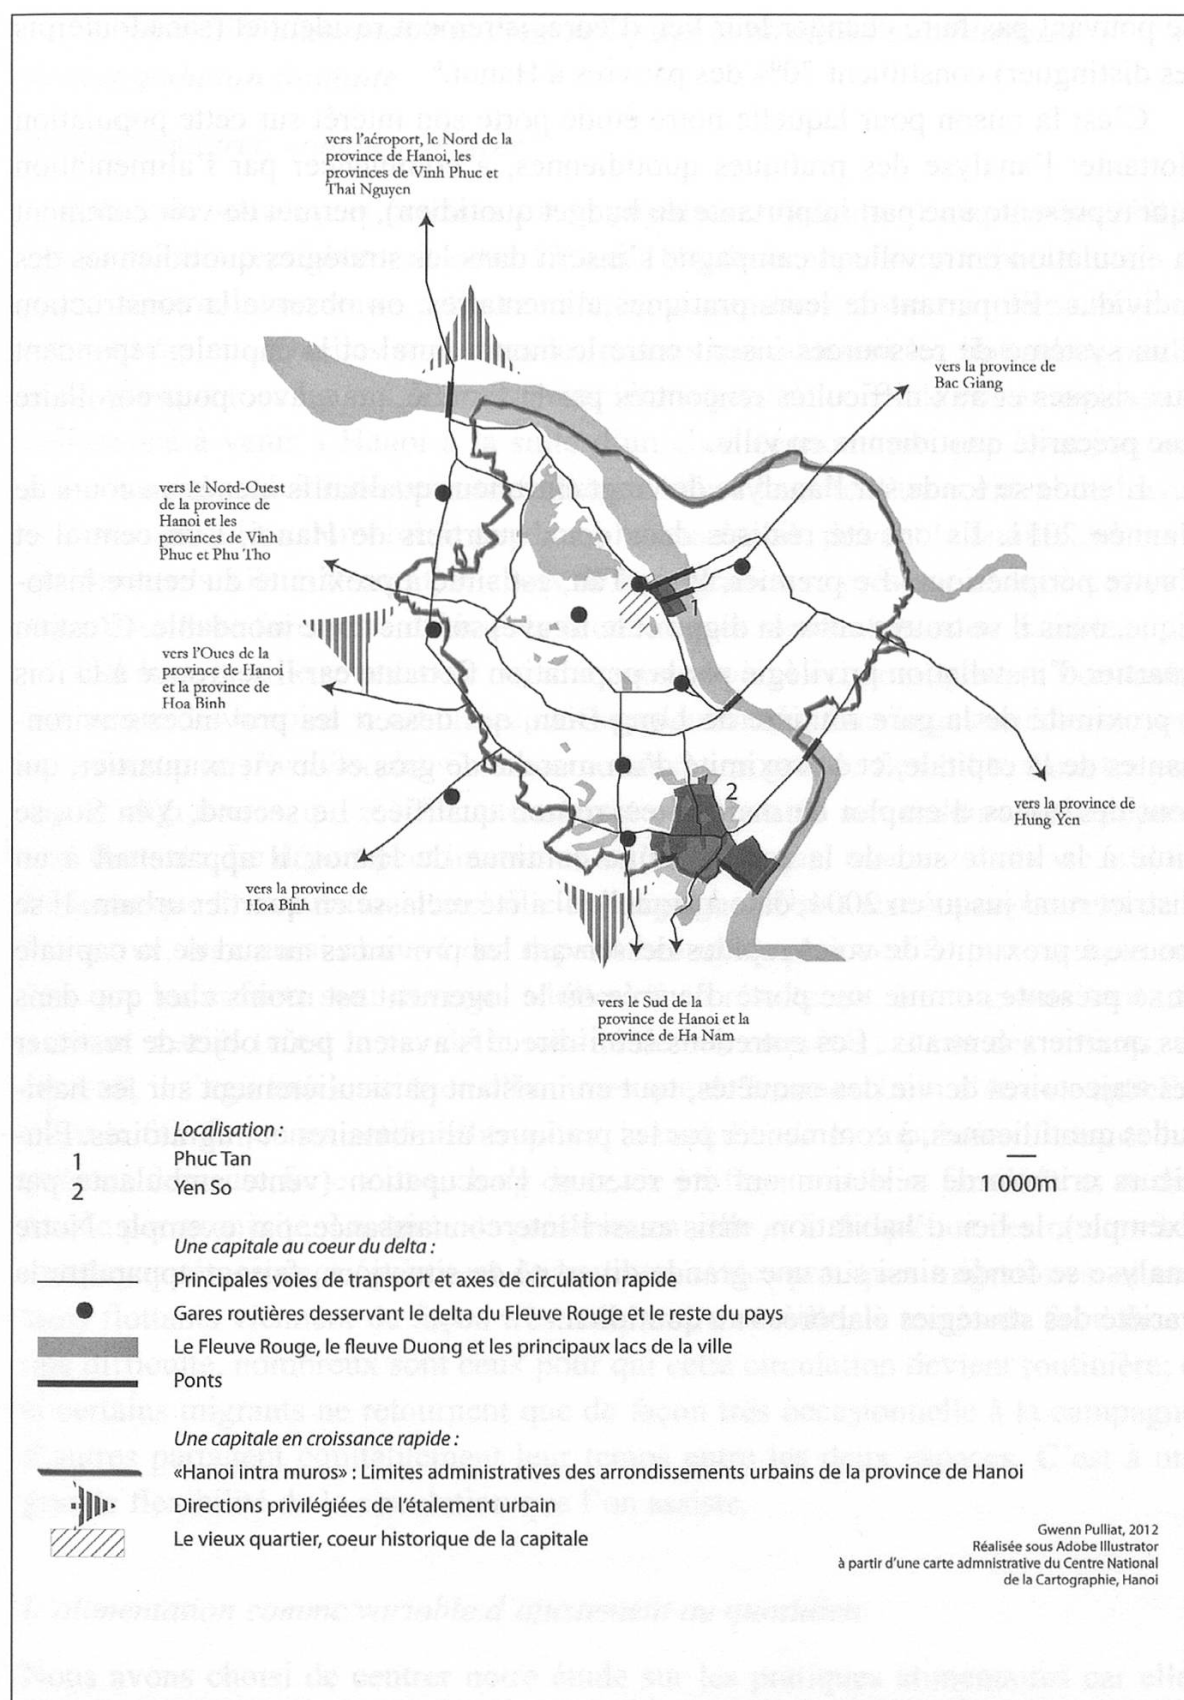 vers l'aéroport, le Nord de la
province de Hanoi, les
provinces de Vinh Phuc et
Thai Nguyen
vers la province de
Bac Giang
vers le Nord-Ouest
de la province de
Hanoi et les
provinces de Vinh
Phuc et Phu Tho
1
vers l'Oues de la
province de Hanoi
et la province de
Hoa Binh
2
vers la province de
Hung Yen
vers la province de
Hoa Binh
vers le Sud de la
province de Hanoi et la
province de Ha Nam
Localisation :
1 Phuc Tan
2 Yen So
1 000m
Une capitale au coeur du delta :
Principales voies de transport et axes de circulation rapide
Gares routières desservant le delta du Fleuve Rouge et le reste du pays
Le Fleuve Rouge, le fleuve Duong et les principaux lacs de la ville
Ponts
Une capitale en croissance rapide :
«Hanoi intra muros» : Limites administratives des arrondissements urbains de la province de Hanoi
Directions privilégiées de l'étalement urbain
Le vieux quartier, coeur historique de la capitale
Gwenn Pulliat, 2012
Réalisée sous Adobe Illustrator
à partir d'une carte admnistrative du Centre National
de la Cartographie, Hanoi